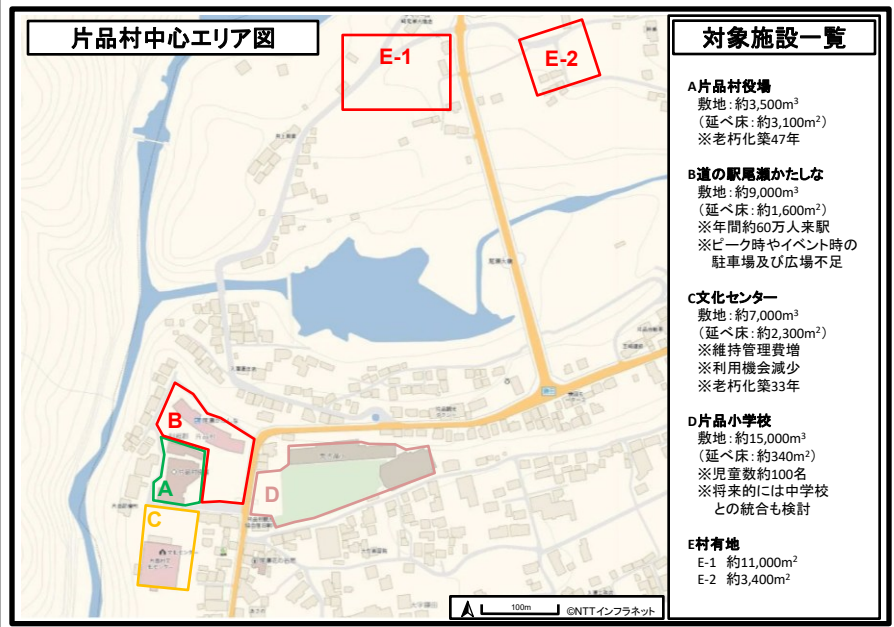 片品村中心エリア図
対象施設一覧
E-1
E-2
B
A
C
D
A片品村役場
敷地:約3,500m³
(延べ床:約3,100m²)
※老朽化築47年
B道の駅尾瀬かたしな
敷地:約9,000m³
(延べ床:約1,600m²)
※年間約60万人来駅
※ピーク時やイベント時の
駐車場及び広場不足
C文化センター
敷地:約7,000m³
(延べ床:約2,300m²)
※維持管理費増
※利用機会減少
※老朽化築33年
D片品小学校
敷地:約15,000m³
(延べ床:約340m²)
※児童数約100名
※将来的には中学校
との統合も検討
E村有地
E-1 約11,000m²
E-2 約3,400m²
100m
©NTTインフラネット